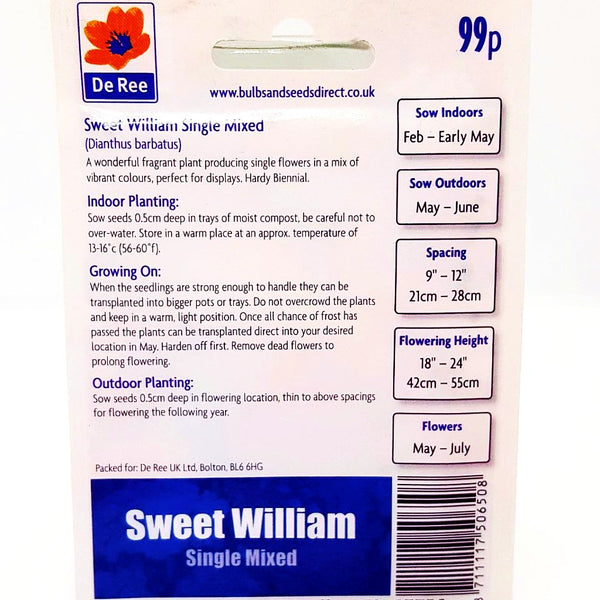 De Ree
99p
www.bulbsandseedsdirect.co.uk
Sweet William Single Mixed
(Dianthus barbatus)
A wonderful fragrant plant producing single flowers in a mix of
vibrant colours, perfect for displays. Hardy Biennial.
Indoor Planting:
Sow seeds 0.5cm deep in trays of moist compost, be careful not to
over-water. Store in a warm place at an approx. temperature of
13-16°c (56-60°f).
Growing On:
When the seedlings are strong enough to handle they can be
transplanted into bigger pots or trays. Do not overcrowd the plants
and keep in a warm, light position. Once all chance of frost has
passed the plants can be transplanted direct into your desired
location in May. Harden off first. Remove dead flowers to
prolong flowering.
Outdoor Planting:
Sow seeds 0.5cm deep in flowering location, thin to above spacings
for flowering the following year.
Sow Indoors
Feb – Early May
Sow Outdoors
May – June
Spacing
9" – 12"
21cm – 28cm
Flowering Height
18" – 24"
42cm – 55cm
Flowers
May – July
Packed for: De Ree UK Ltd, Bolton, BL6 6HG
Sweet William
Single Mixed
8 711117 506508